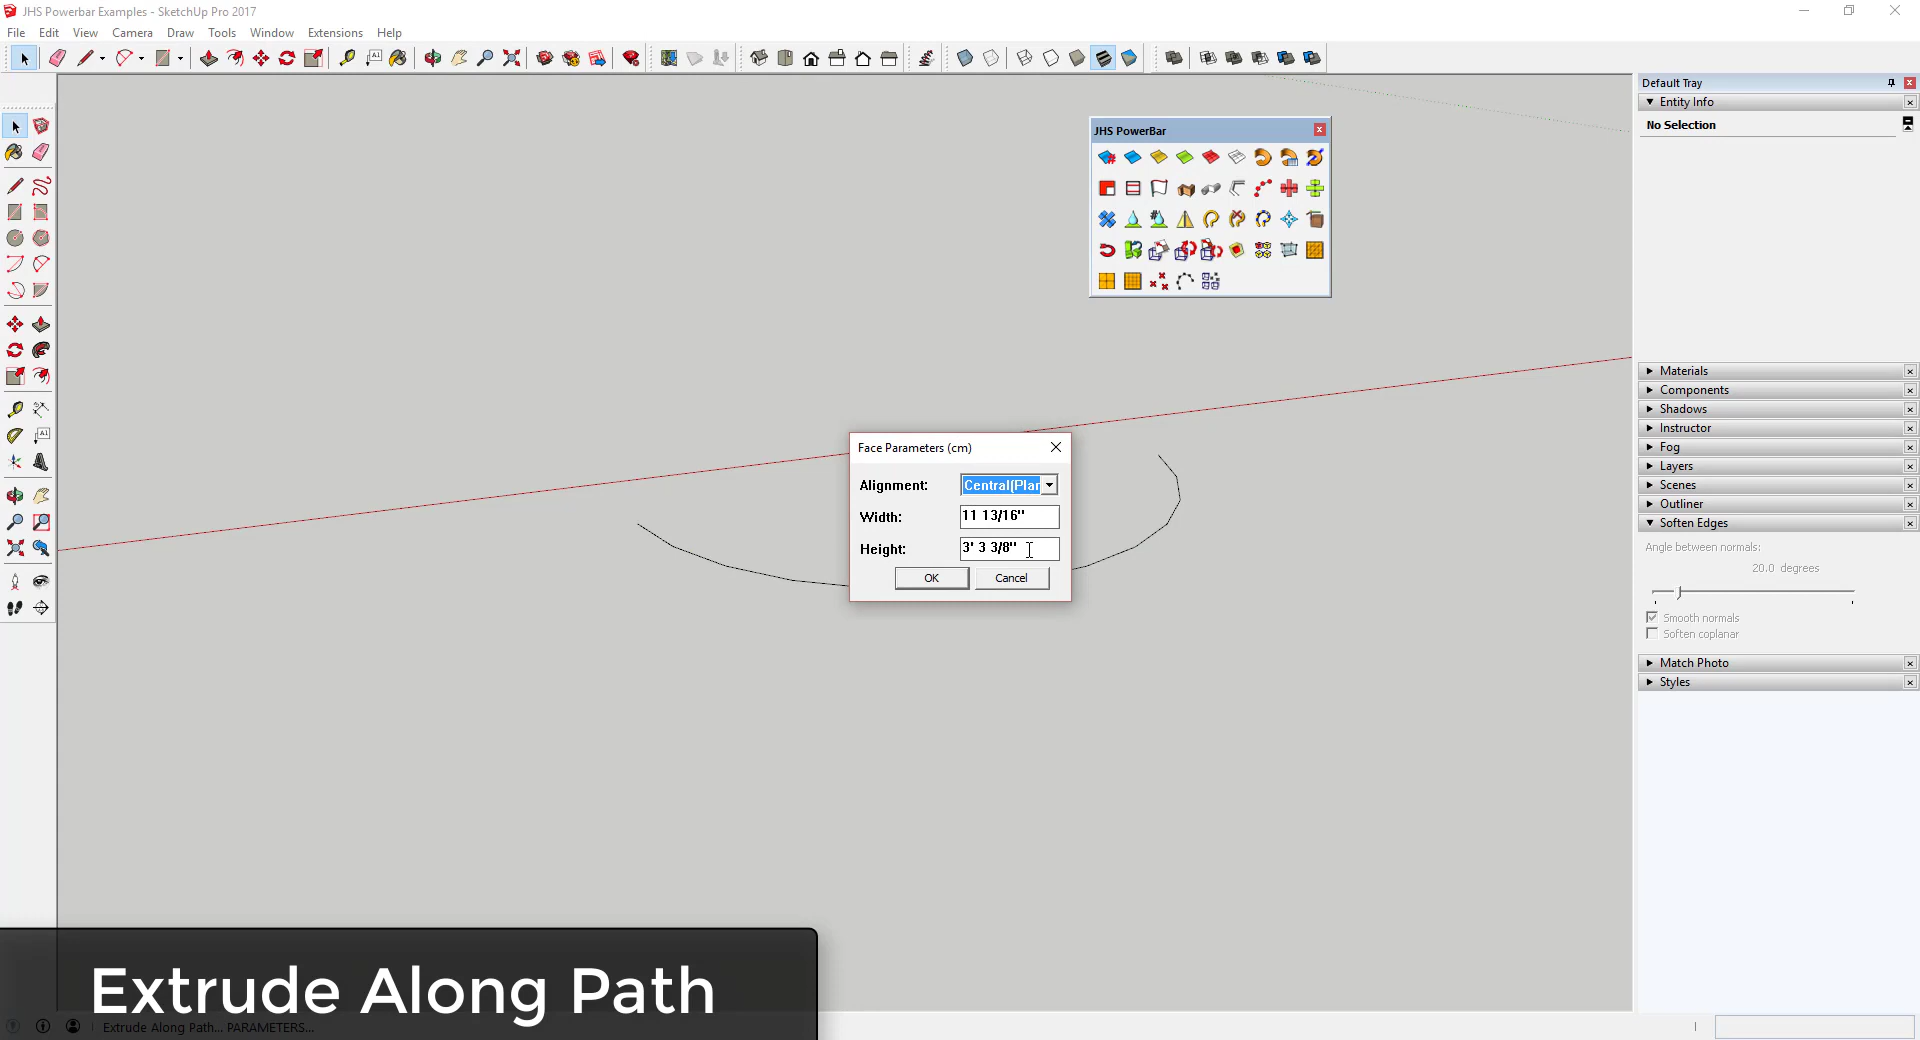 JHS Powerbar Examples - SketchUp Pro 2017
File Edit View Camera Draw Tools Window Extensions Help
Default Tray
Entity Info
No Selection
JHS PowerBar
Materials
Components
Shadows
Instructor
Fog
Layers
Scenes
Outliner
Soften Edges
Angle between normals:
20.0 degrees
Smooth normals
Soften coplanar
Match Photo
Styles
Face Parameters (cm)
Alignment: Central(Plan
Width: 11 13/16"
Height: 3' 3 3/8"
OK Cancel
Extrude Along Path
Extrude Along Path... PARAMETERS...